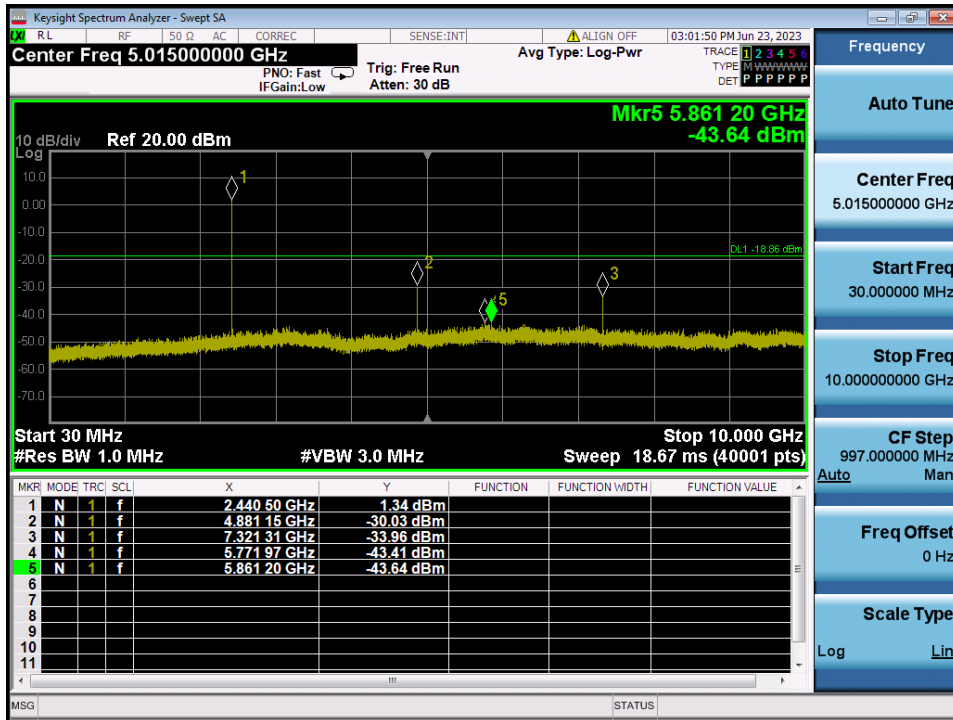 Keysight Spectrum Analyzer - Swept SA
LXI RL RF 50 Ω AC CORREC SENSE:INT ALIGN OFF 03:01:50 PM Jun 23, 2023
Center Freq 5.015000000 GHz
PNO: Fast
IFGain:Low
Trig: Free Run
Atten: 30 dB
Avg Type: Log-Pwr
TRACE 1 2 3 4 5 6
TYPE M WWWWW
DET P P P P P P
Mkr5 5.861 20 GHz
-43.64 dBm
10 dB/div Ref 20.00 dBm
Log
10.0
0.00
-10.0
-20.0
-30.0
-40.0
-50.0
-60.0
-70.0
1
2
3
5
DL1 -18.86 dBm
Start 30 MHz Stop 10.000 GHz
#Res BW 1.0 MHz #VBW 3.0 MHz Sweep 18.67 ms (40001 pts)
MKR MODE TRC SCL X Y FUNCTION FUNCTION WIDTH FUNCTION VALUE
1 N 1 f 2.440 50 GHz 1.34 dBm
2 N 1 f 4.881 15 GHz -30.03 dBm
3 N 1 f 7.321 31 GHz -33.96 dBm
4 N 1 f 5.771 97 GHz -43.41 dBm
5 N 1 f 5.861 20 GHz -43.64 dBm
6
7
8
9
10
11
MSG STATUS
Frequency
Auto Tune
Center Freq
5.015000000 GHz
Start Freq
30.000000 MHz
Stop Freq
10.000000000 GHz
CF Step
997.000000 MHz
Auto Man
Freq Offset
0 Hz
Scale Type
Log Lin